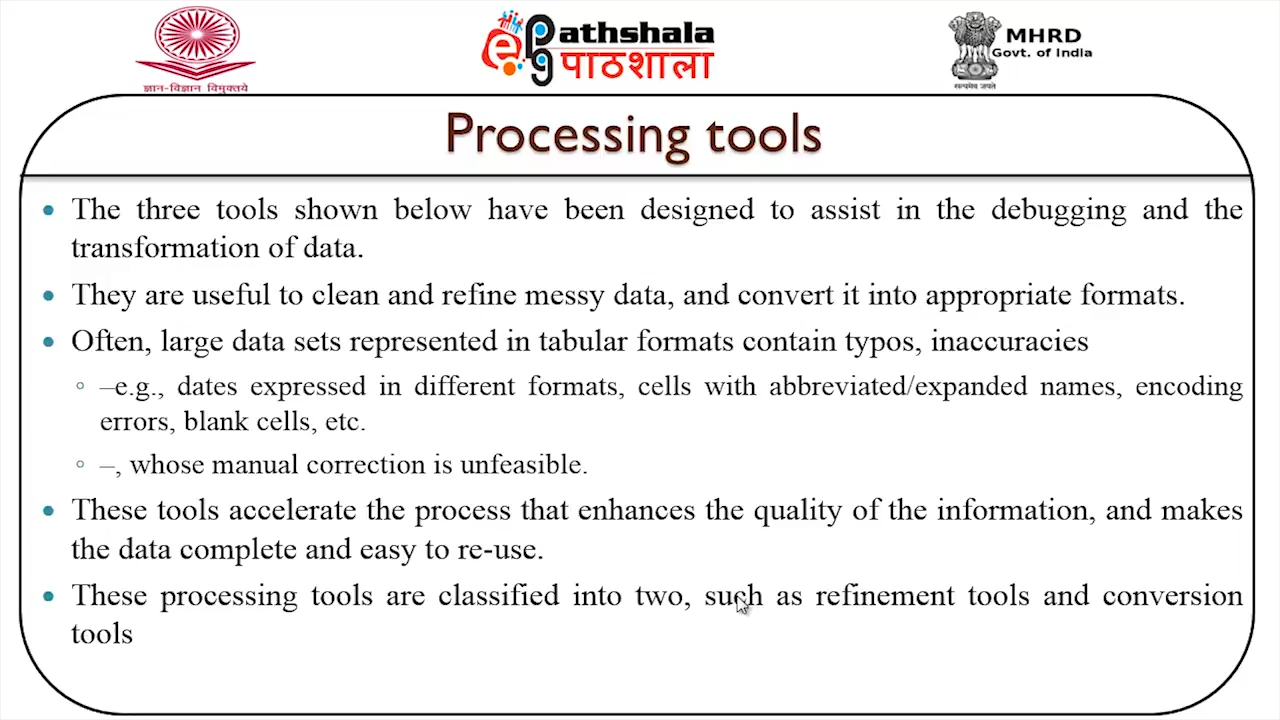 ज्ञान-विज्ञान विमुक्तये
ePathshala
पाठशाला
सत्यमेव जयते
MHRD
Govt. of India
Processing tools
• The three tools shown below have been designed to assist in the debugging and the
transformation of data.
• They are useful to clean and refine messy data, and convert it into appropriate formats.
• Often, large data sets represented in tabular formats contain typos, inaccuracies
◦ –e.g., dates expressed in different formats, cells with abbreviated/expanded names, encoding
errors, blank cells, etc.
◦ –, whose manual correction is unfeasible.
• These tools accelerate the process that enhances the quality of the information, and makes
the data complete and easy to re-use.
• These processing tools are classified into two, such as refinement tools and conversion
tools